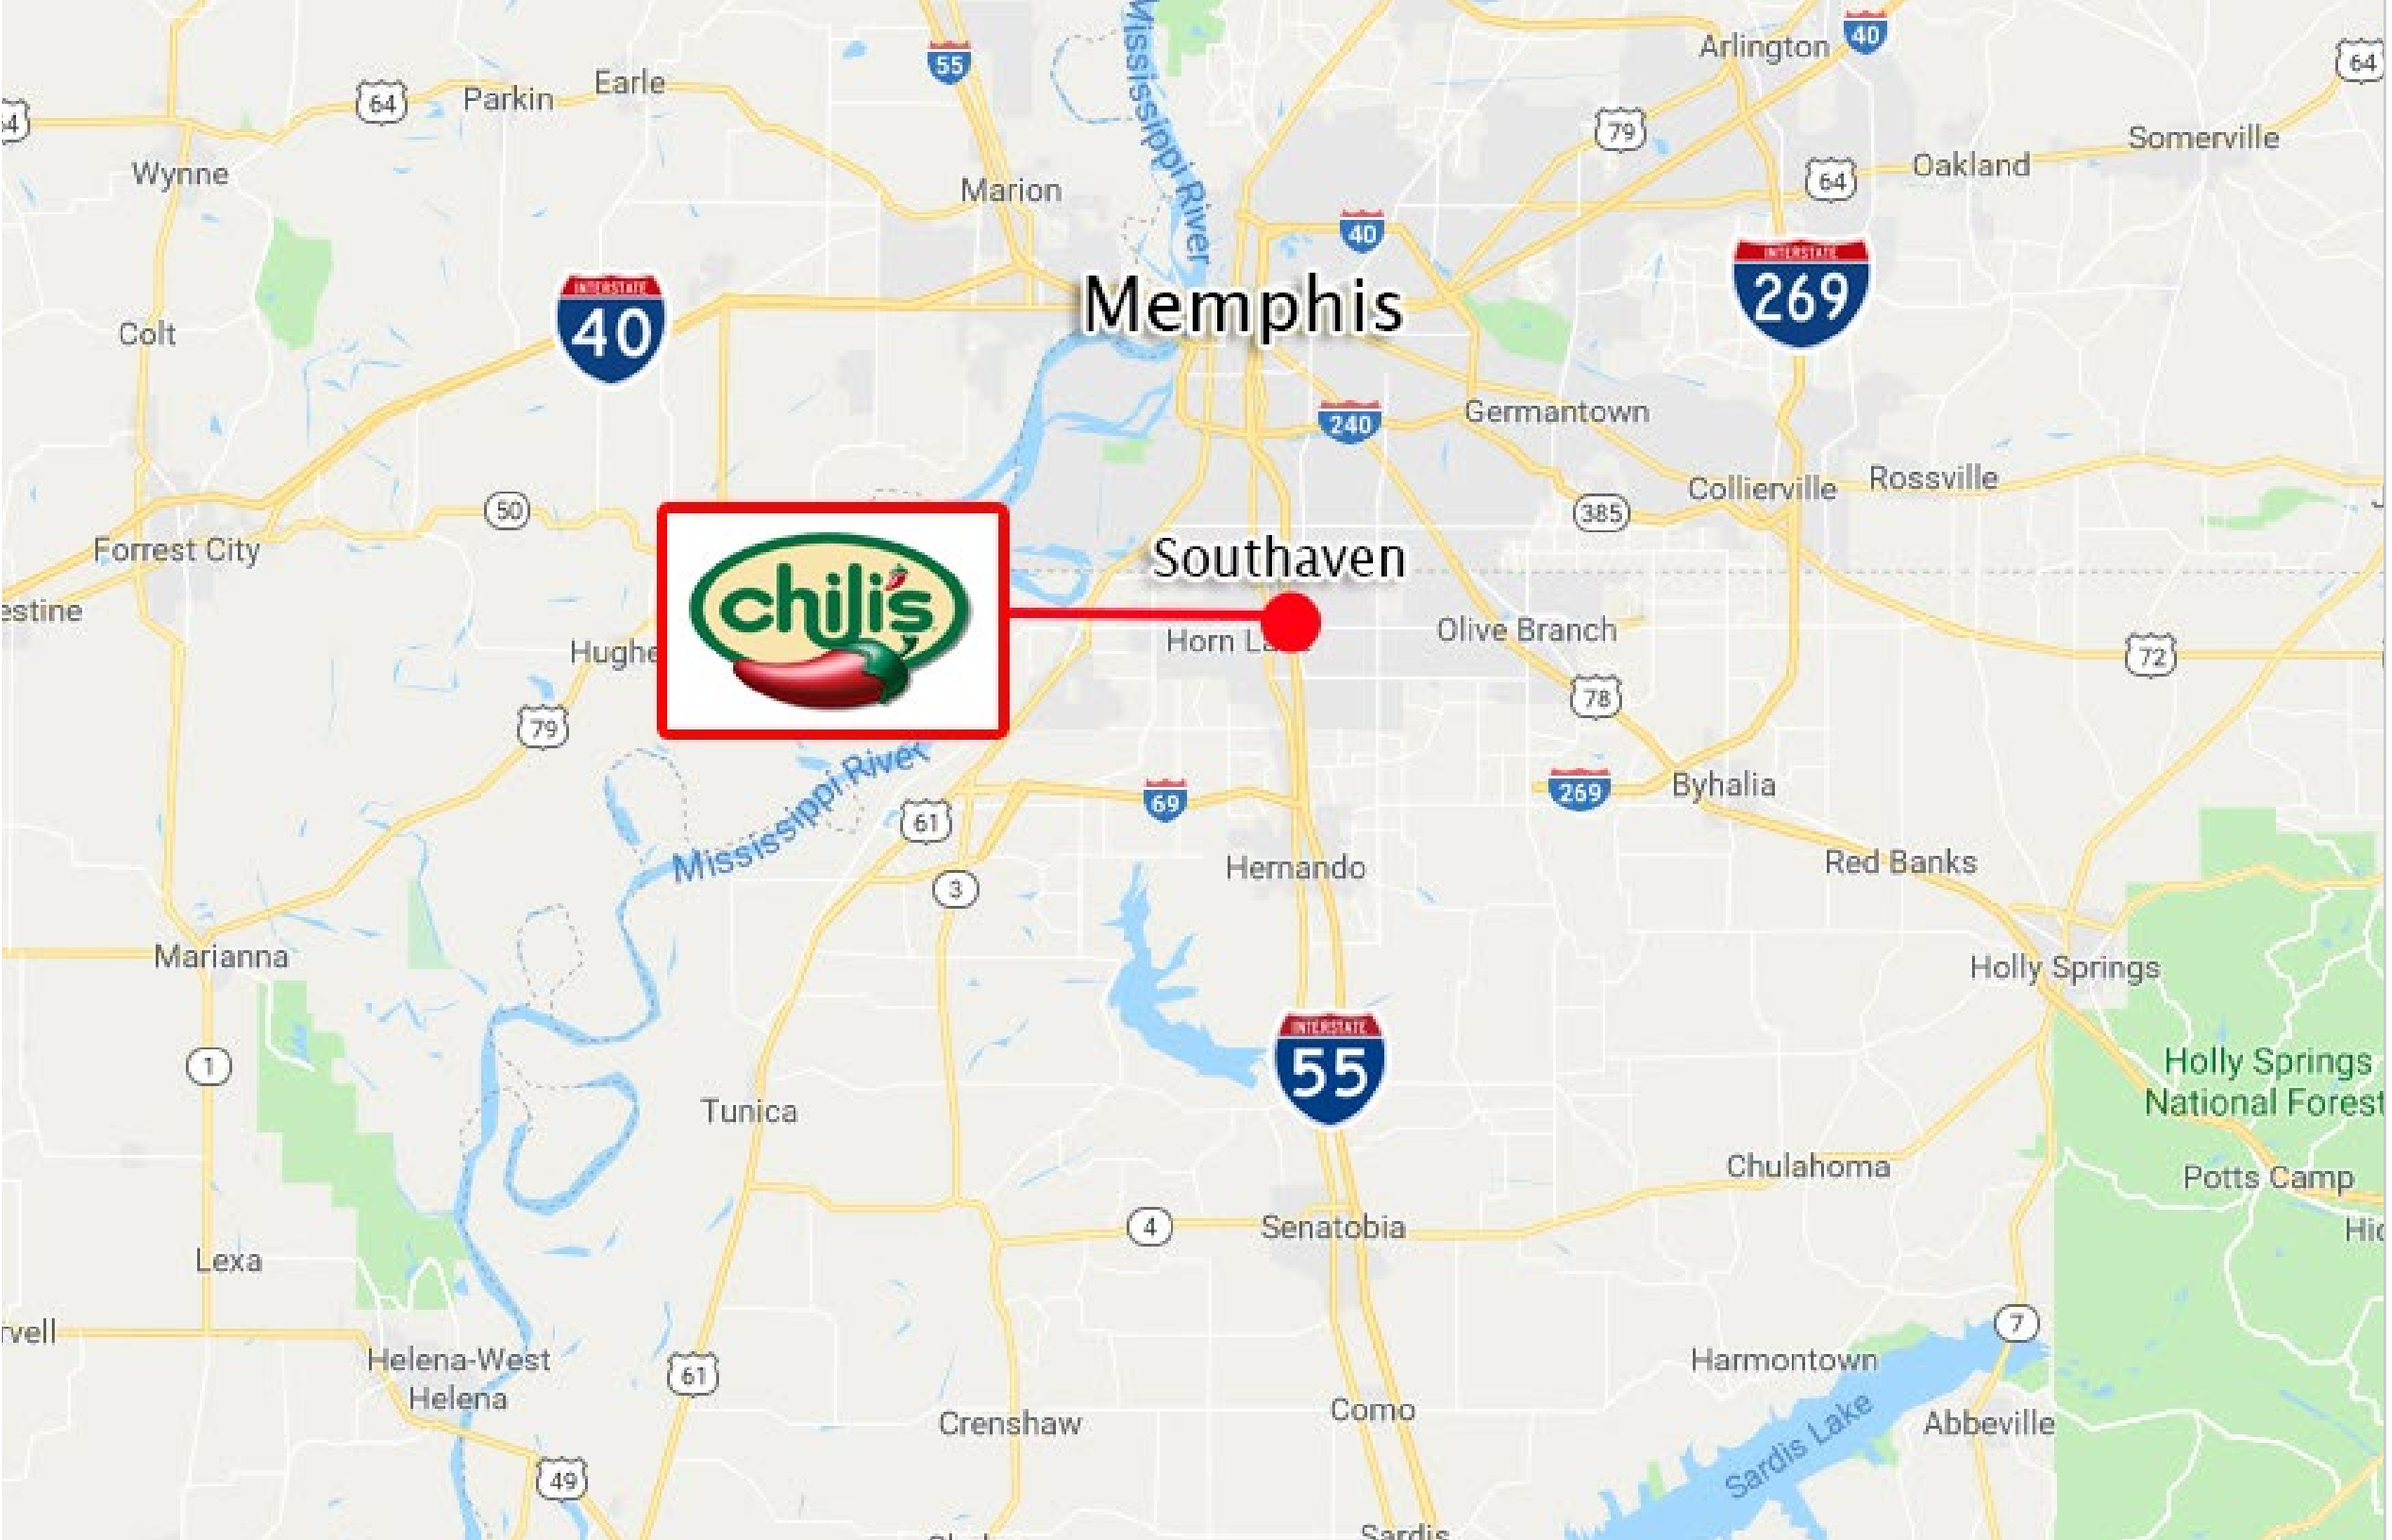 Arlington
40
55
64
Earle
64
Parkin
Mississippi River
79
Somerville
Wynne
Oakland
64
Marion
40
INTERSTATE
269
INTERSTATE
40
Memphis
Colt
Germantown
240
Collierville
Rossville
50
385
Forrest City
Southaven
estine
chili's
Horn La
Olive Branch
Hughe
72
78
79
Mississippi River
61
69
269
Byhalia
Hernando
Red Banks
3
Marianna
Holly Springs
1
INTERSTATE
55
Holly Springs
National Forest
Tunica
Chulahoma
Potts Camp
4
Senatobia
Hic
Lexa
rvell
7
Helena-West
Helena
61
Harmontown
Como
Crenshaw
Abbeville
Sardis Lake
49
Sardis